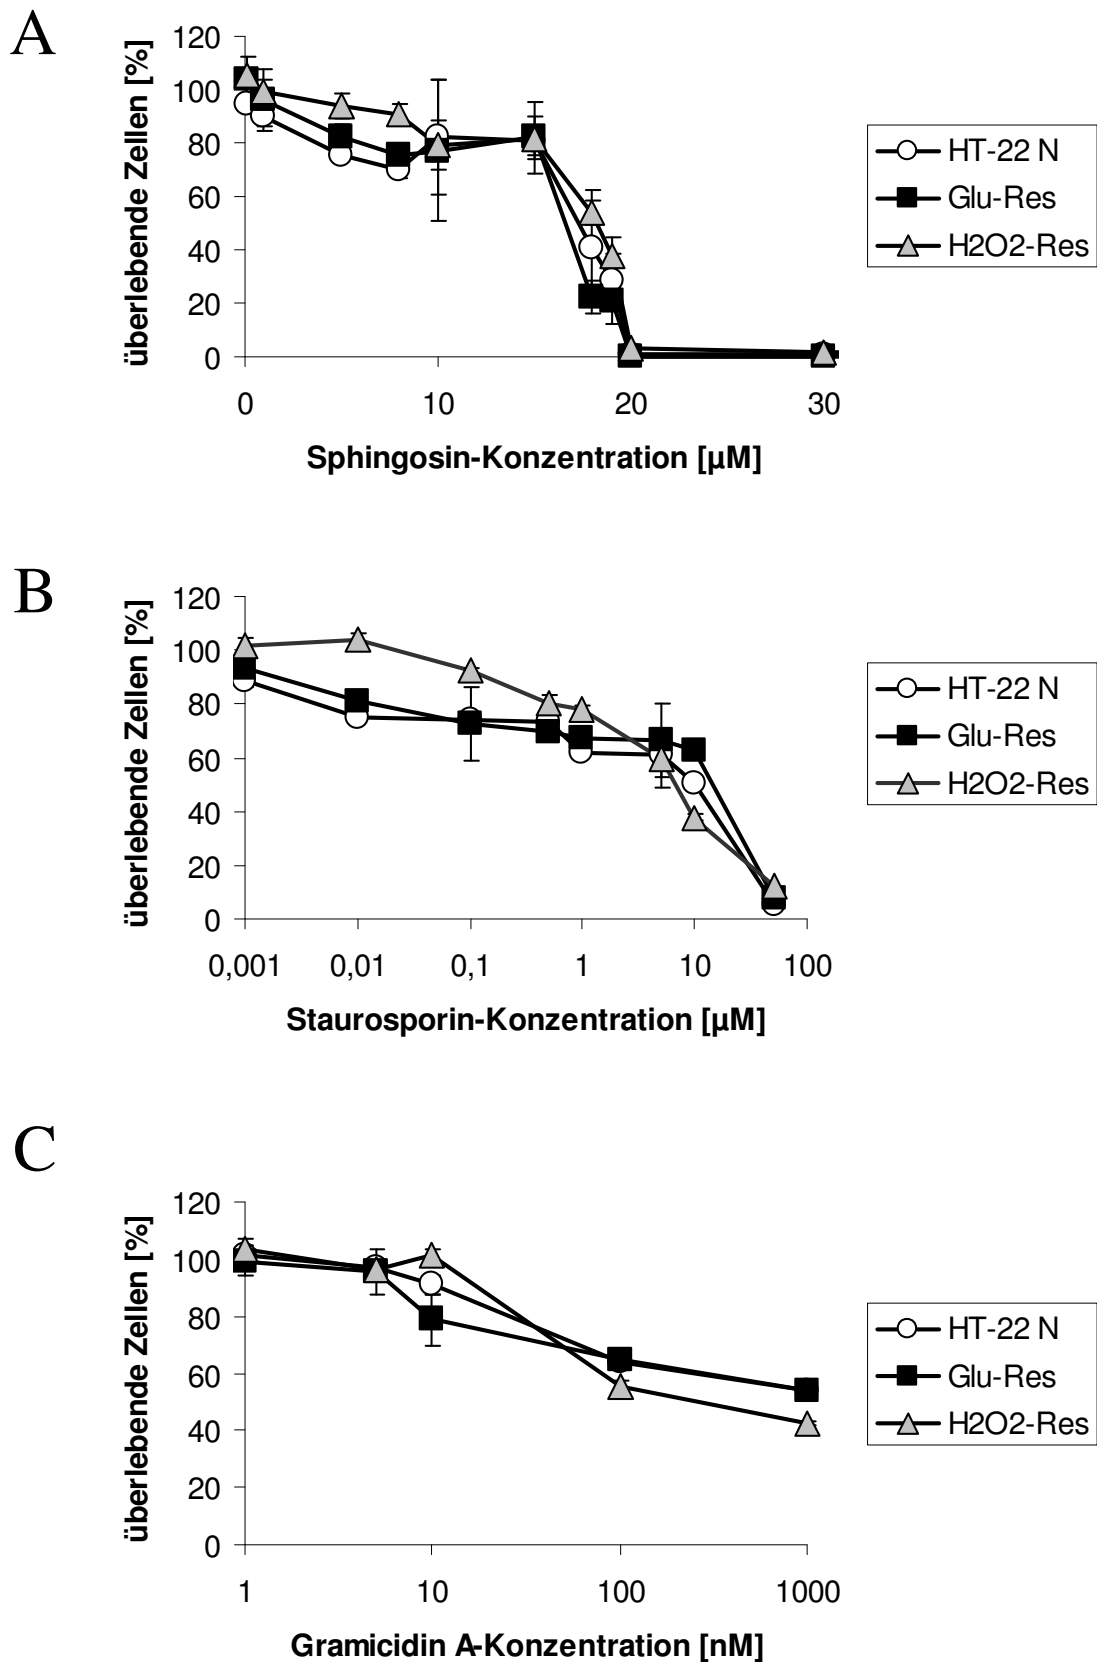 A
überlebende Zellen [%]
120
100
80
60
40
20
0
0 10 20 30
Sphingosin-Konzentration [µM]
HT-22 N
Glu-Res
H2O2-Res
B
überlebende Zellen [%]
120
100
80
60
40
20
0
0,001 0,01 0,1 1 10 100
Staurosporin-Konzentration [µM]
HT-22 N
Glu-Res
H2O2-Res
C
überlebende Zellen [%]
120
100
80
60
40
20
0
1 10 100 1000
Gramicidin A-Konzentration [nM]
HT-22 N
Glu-Res
H2O2-Res